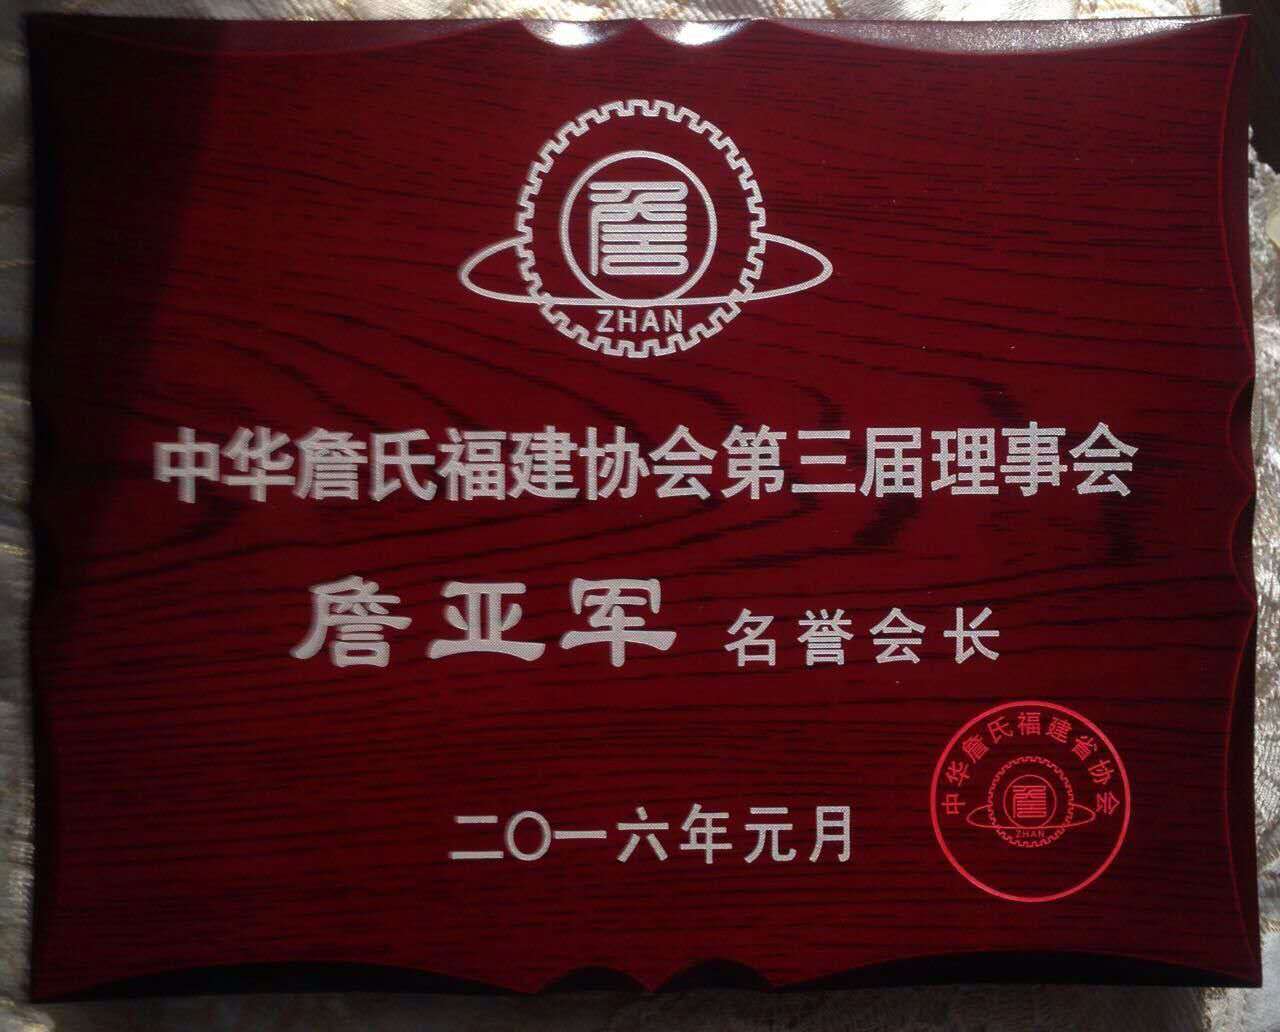 詹
ZHAN
中华詹氏福建协会第三届理事会
詹亚军 名誉会长
二〇一六年元月
中华詹氏福建省协会
詹
ZHAN